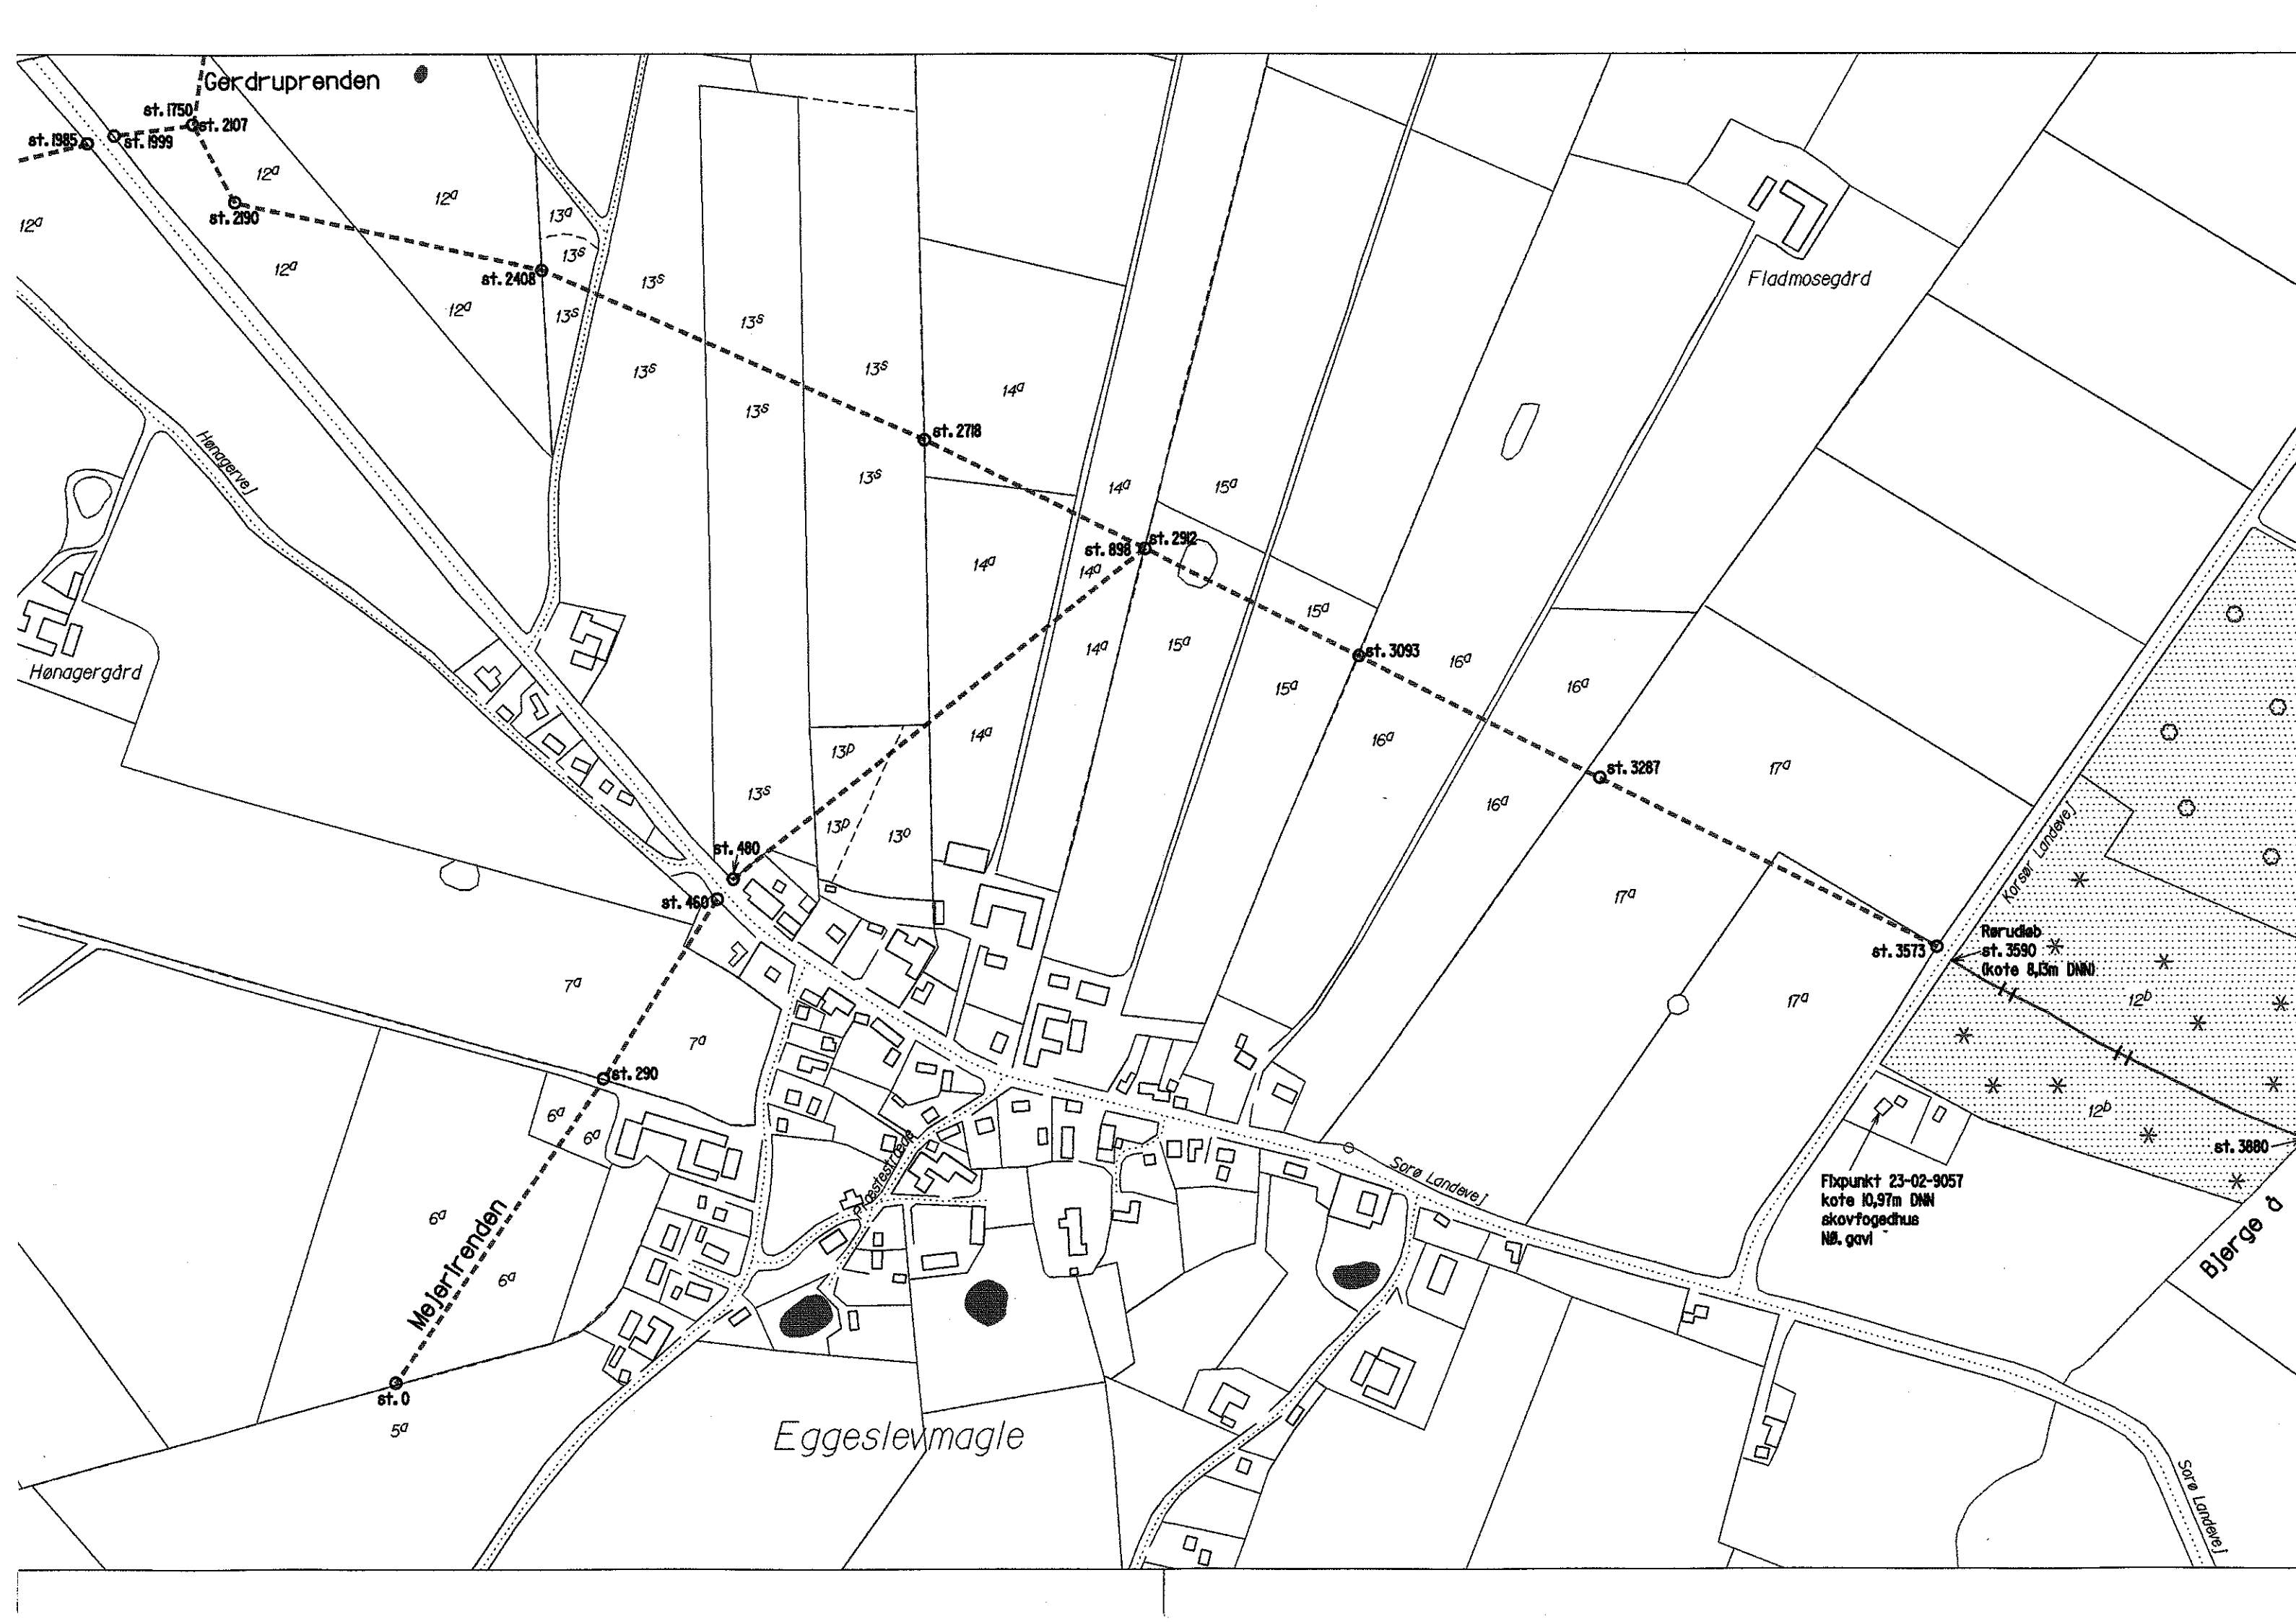 Gerdruprenden
st. 1750
st. 2107
st. 1985
st. 1999
12a
12a
st. 2190
12a
13a
12a
13s
st. 2408
13s
Fladmosegård
12a
13s
13s
13s
13s
13s
14a
13s
st. 2718
Hønagervej
13s
14a
15a
st. 2912
st. 898
14a
14a
15a
14a
15a
st. 3093
16a
Hønagergård
15a
16a
13p
14a
16a
17a
st. 3287
13s
16a
13p
13o
st. 480
Korsør Landevej
17a
st. 460
Rørudløb
st. 3573
st. 3590
(kote 8,13m DNN)
7a
17a
12b
7a
st. 290
6a
6a
12b
Præstestræde
st. 3880
Sorø Landevej
Fixpunkt 23-02-9057
kote 10,97m DNN
skovfogedhus
NØ. gavl
6a
Mejerirenden
Bjerge å
6a
st. 0
5a
Eggeslevmagle
Sorø Landevej